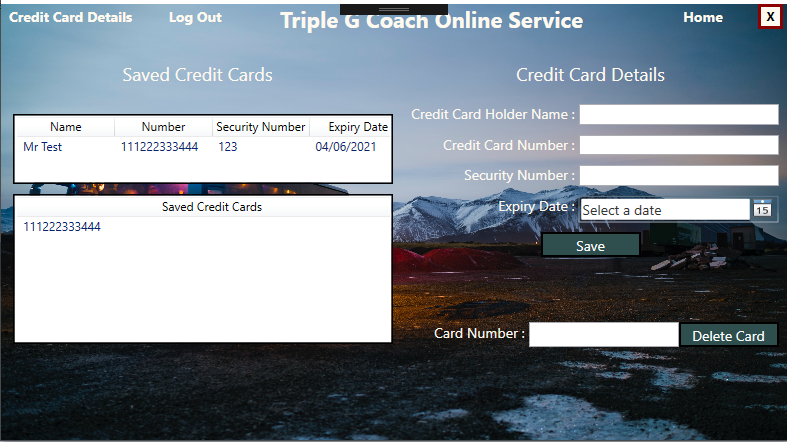 Credit Card Details Log Out Triple G Coach Online Service Home X
Saved Credit Cards
Name Number Security Number Expiry Date
Mr Test 111222333444 123 04/06/2021
Saved Credit Cards
111222333444
Credit Card Details
Credit Card Holder Name :
Credit Card Number :
Security Number :
Expiry Date : Select a date 15
Save
Card Number : Delete Card